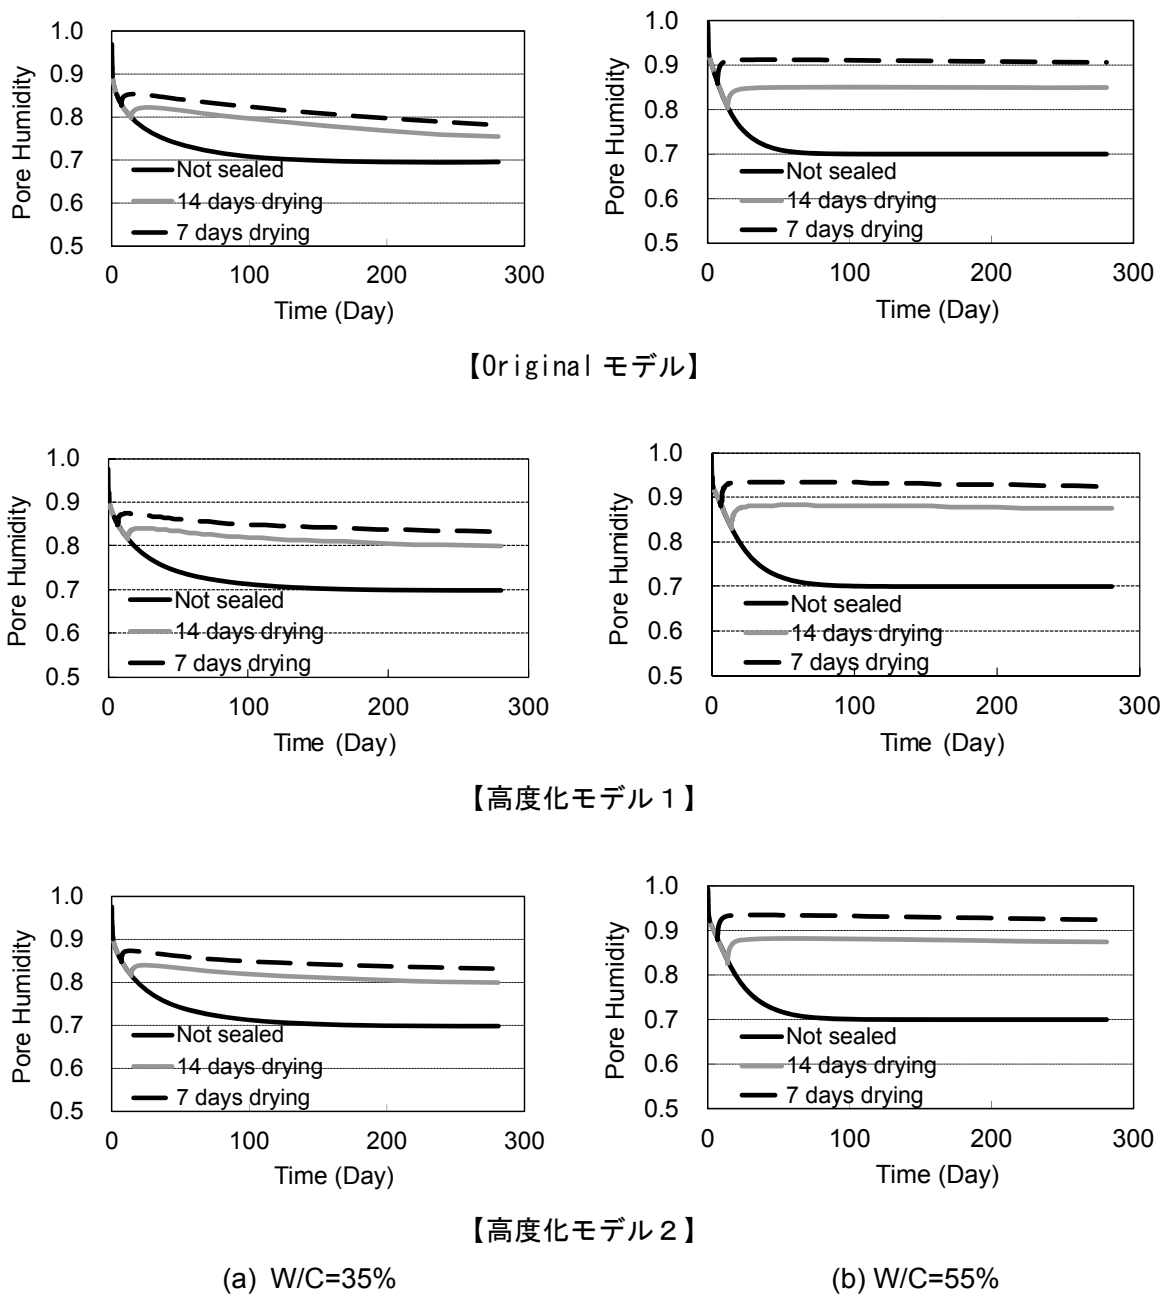 1.0
0.9
0.8
0.7
0.6
0.5
Pore Humidity
Not sealed
14 days drying
7 days drying
0 100 200 300
Time (Day)
1.0
0.9
0.8
0.7
0.6
0.5
Pore Humidity
Not sealed
14 days drying
7 days drying
0 100 200 300
Time (Day)
【Original モデル】
1.0
0.9
0.8
0.7
0.6
0.5
Pore Humidity
Not sealed
14 days drying
7 days drying
0 100 200 300
Time (Day)
1.0
0.9
0.8
0.7
0.6
0.5
Pore Humidity
Not sealed
14 days drying
7 days drying
0 100 200 300
Time (Day)
【高度化モデル１】
1.0
0.9
0.8
0.7
0.6
0.5
Pore Humidity
Not sealed
14 days drying
7 days drying
0 100 200 300
Time (Day)
1.0
0.9
0.8
0.7
0.6
0.5
Pore Humidity
Not sealed
14 days drying
7 days drying
0 100 200 300
Time (Day)
【高度化モデル２】
(a) W/C=35%
(b) W/C=55%